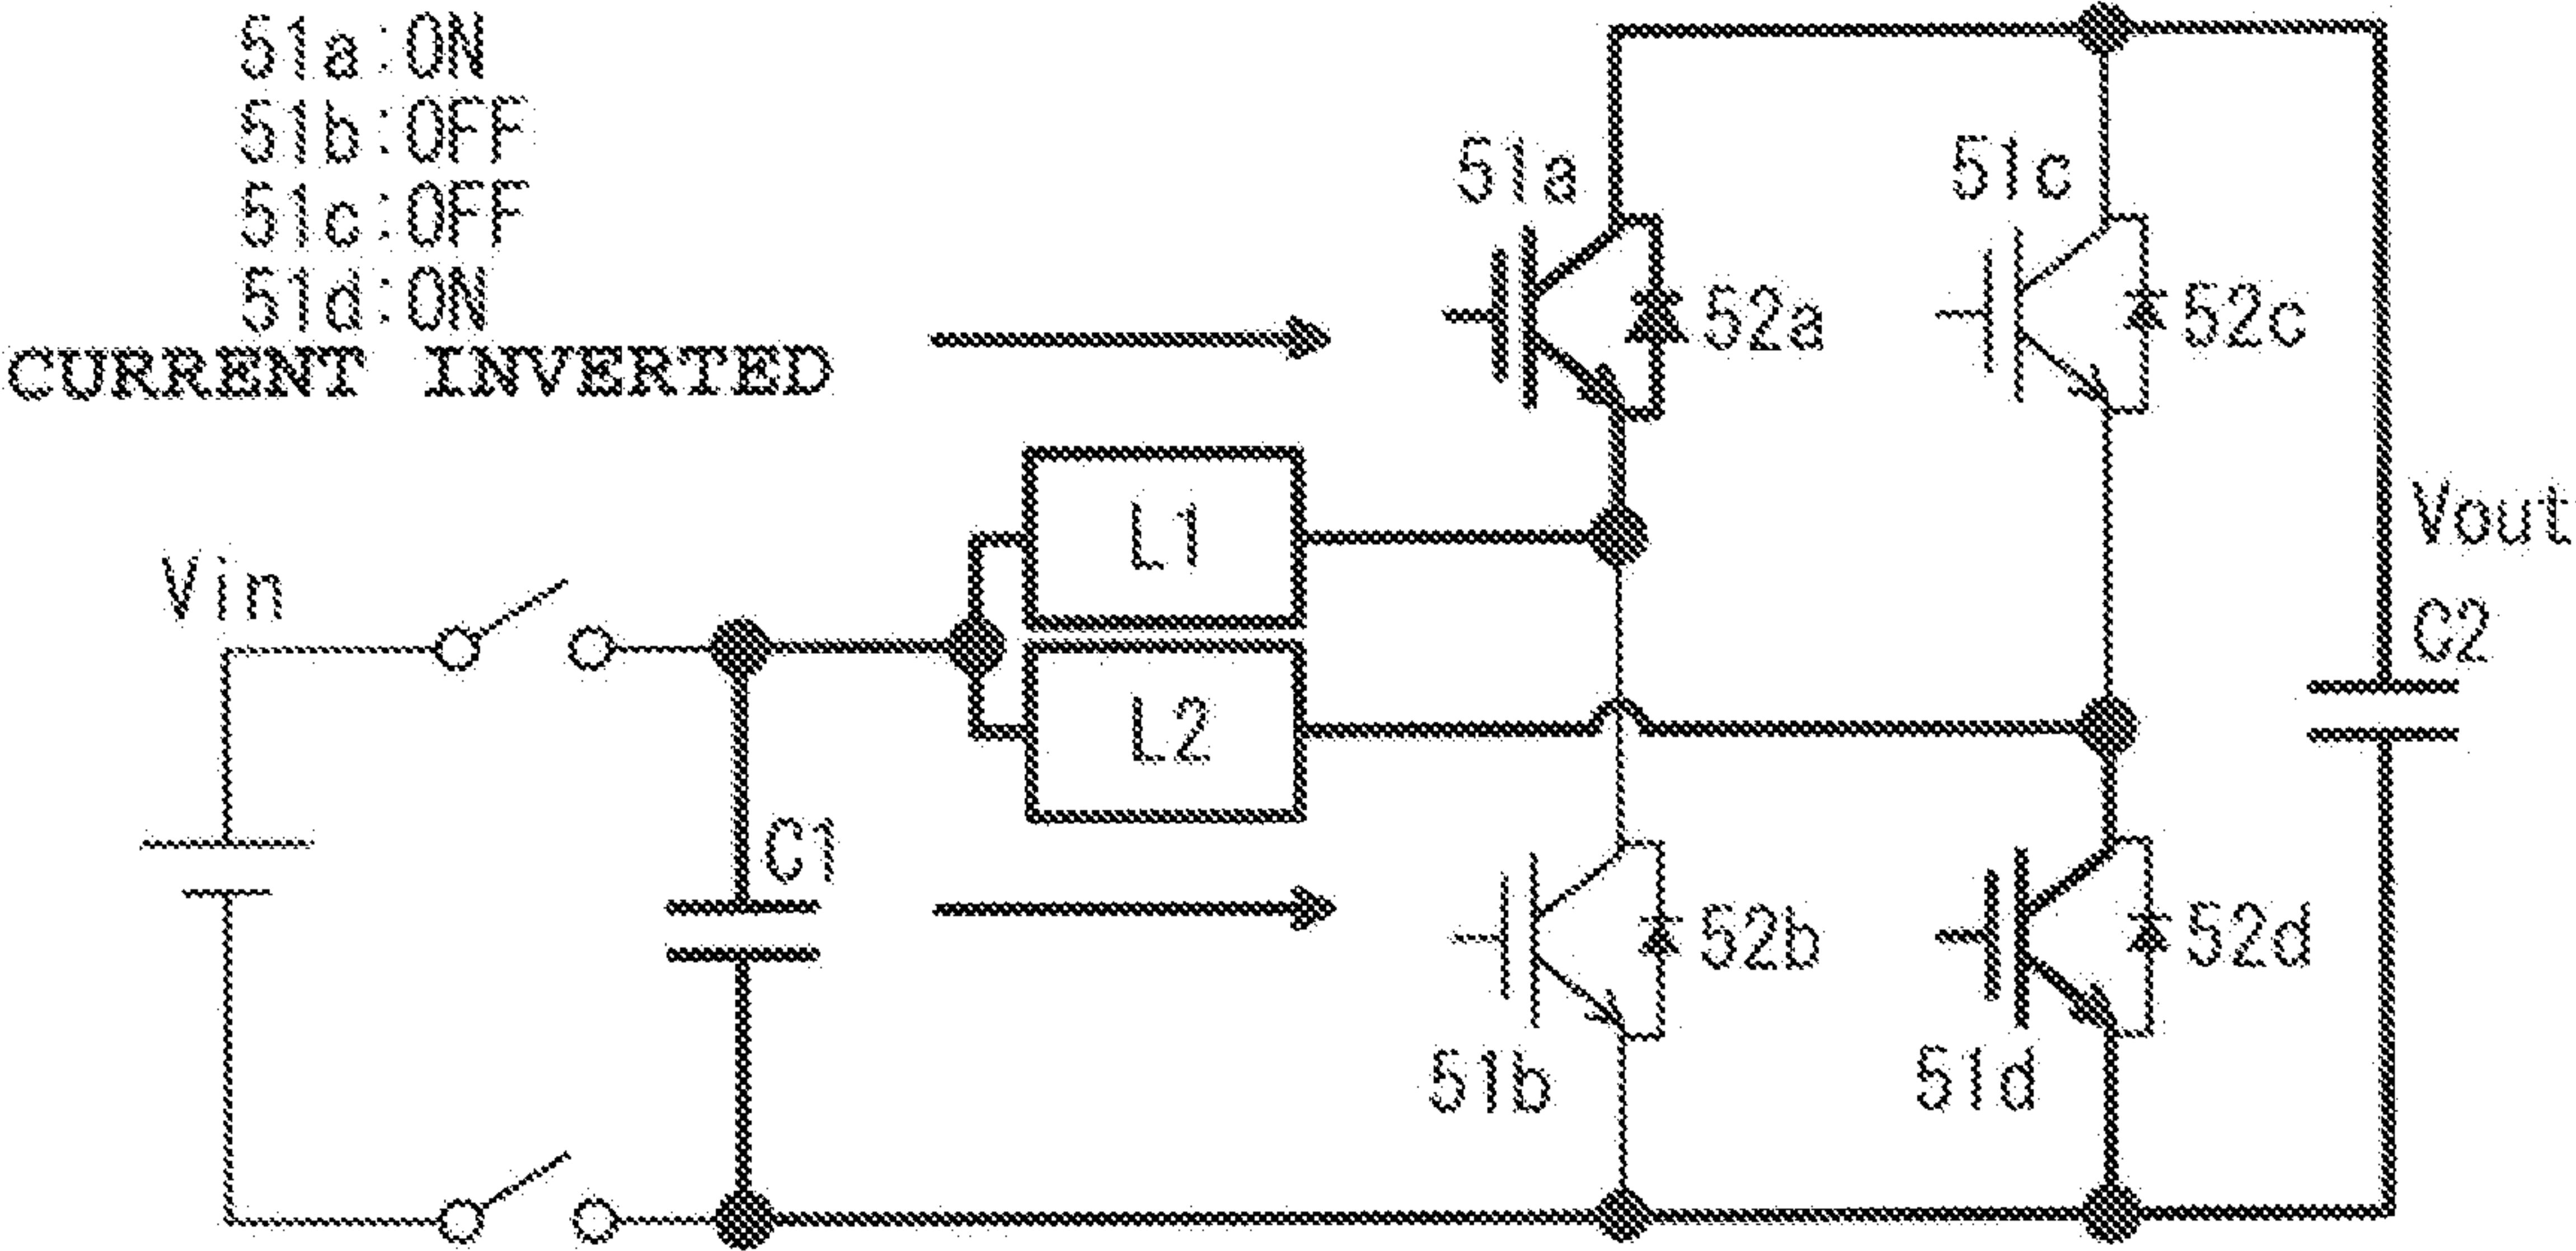 51a:ON
51b:OFF
51c:OFF
51d:ON
CURRENT INVERTED
51a
51c
52a
52c
L1
Vout
Vin
C2
L2
C1
52b
52d
51b
51d